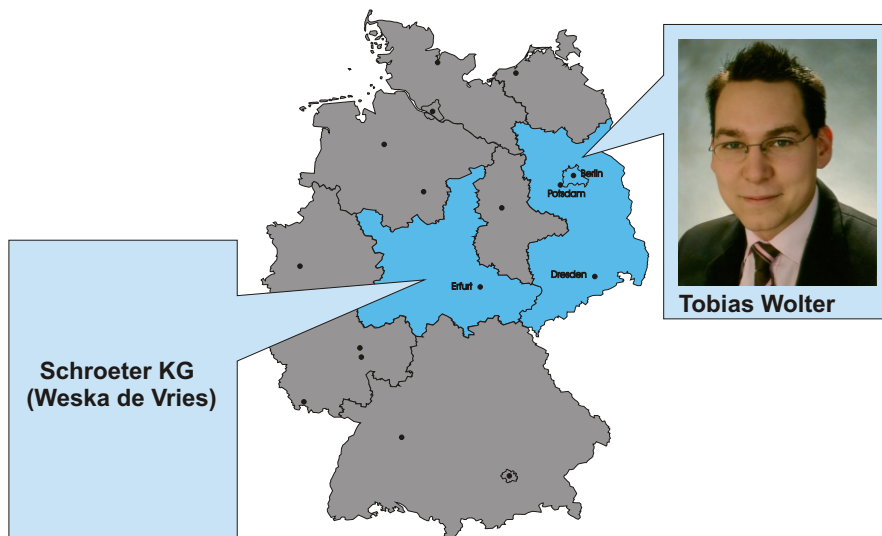 Berlin
Potsdam
Dresden
Erfurt
Tobias Wolter
Schroeter KG
(Weska de Vries)